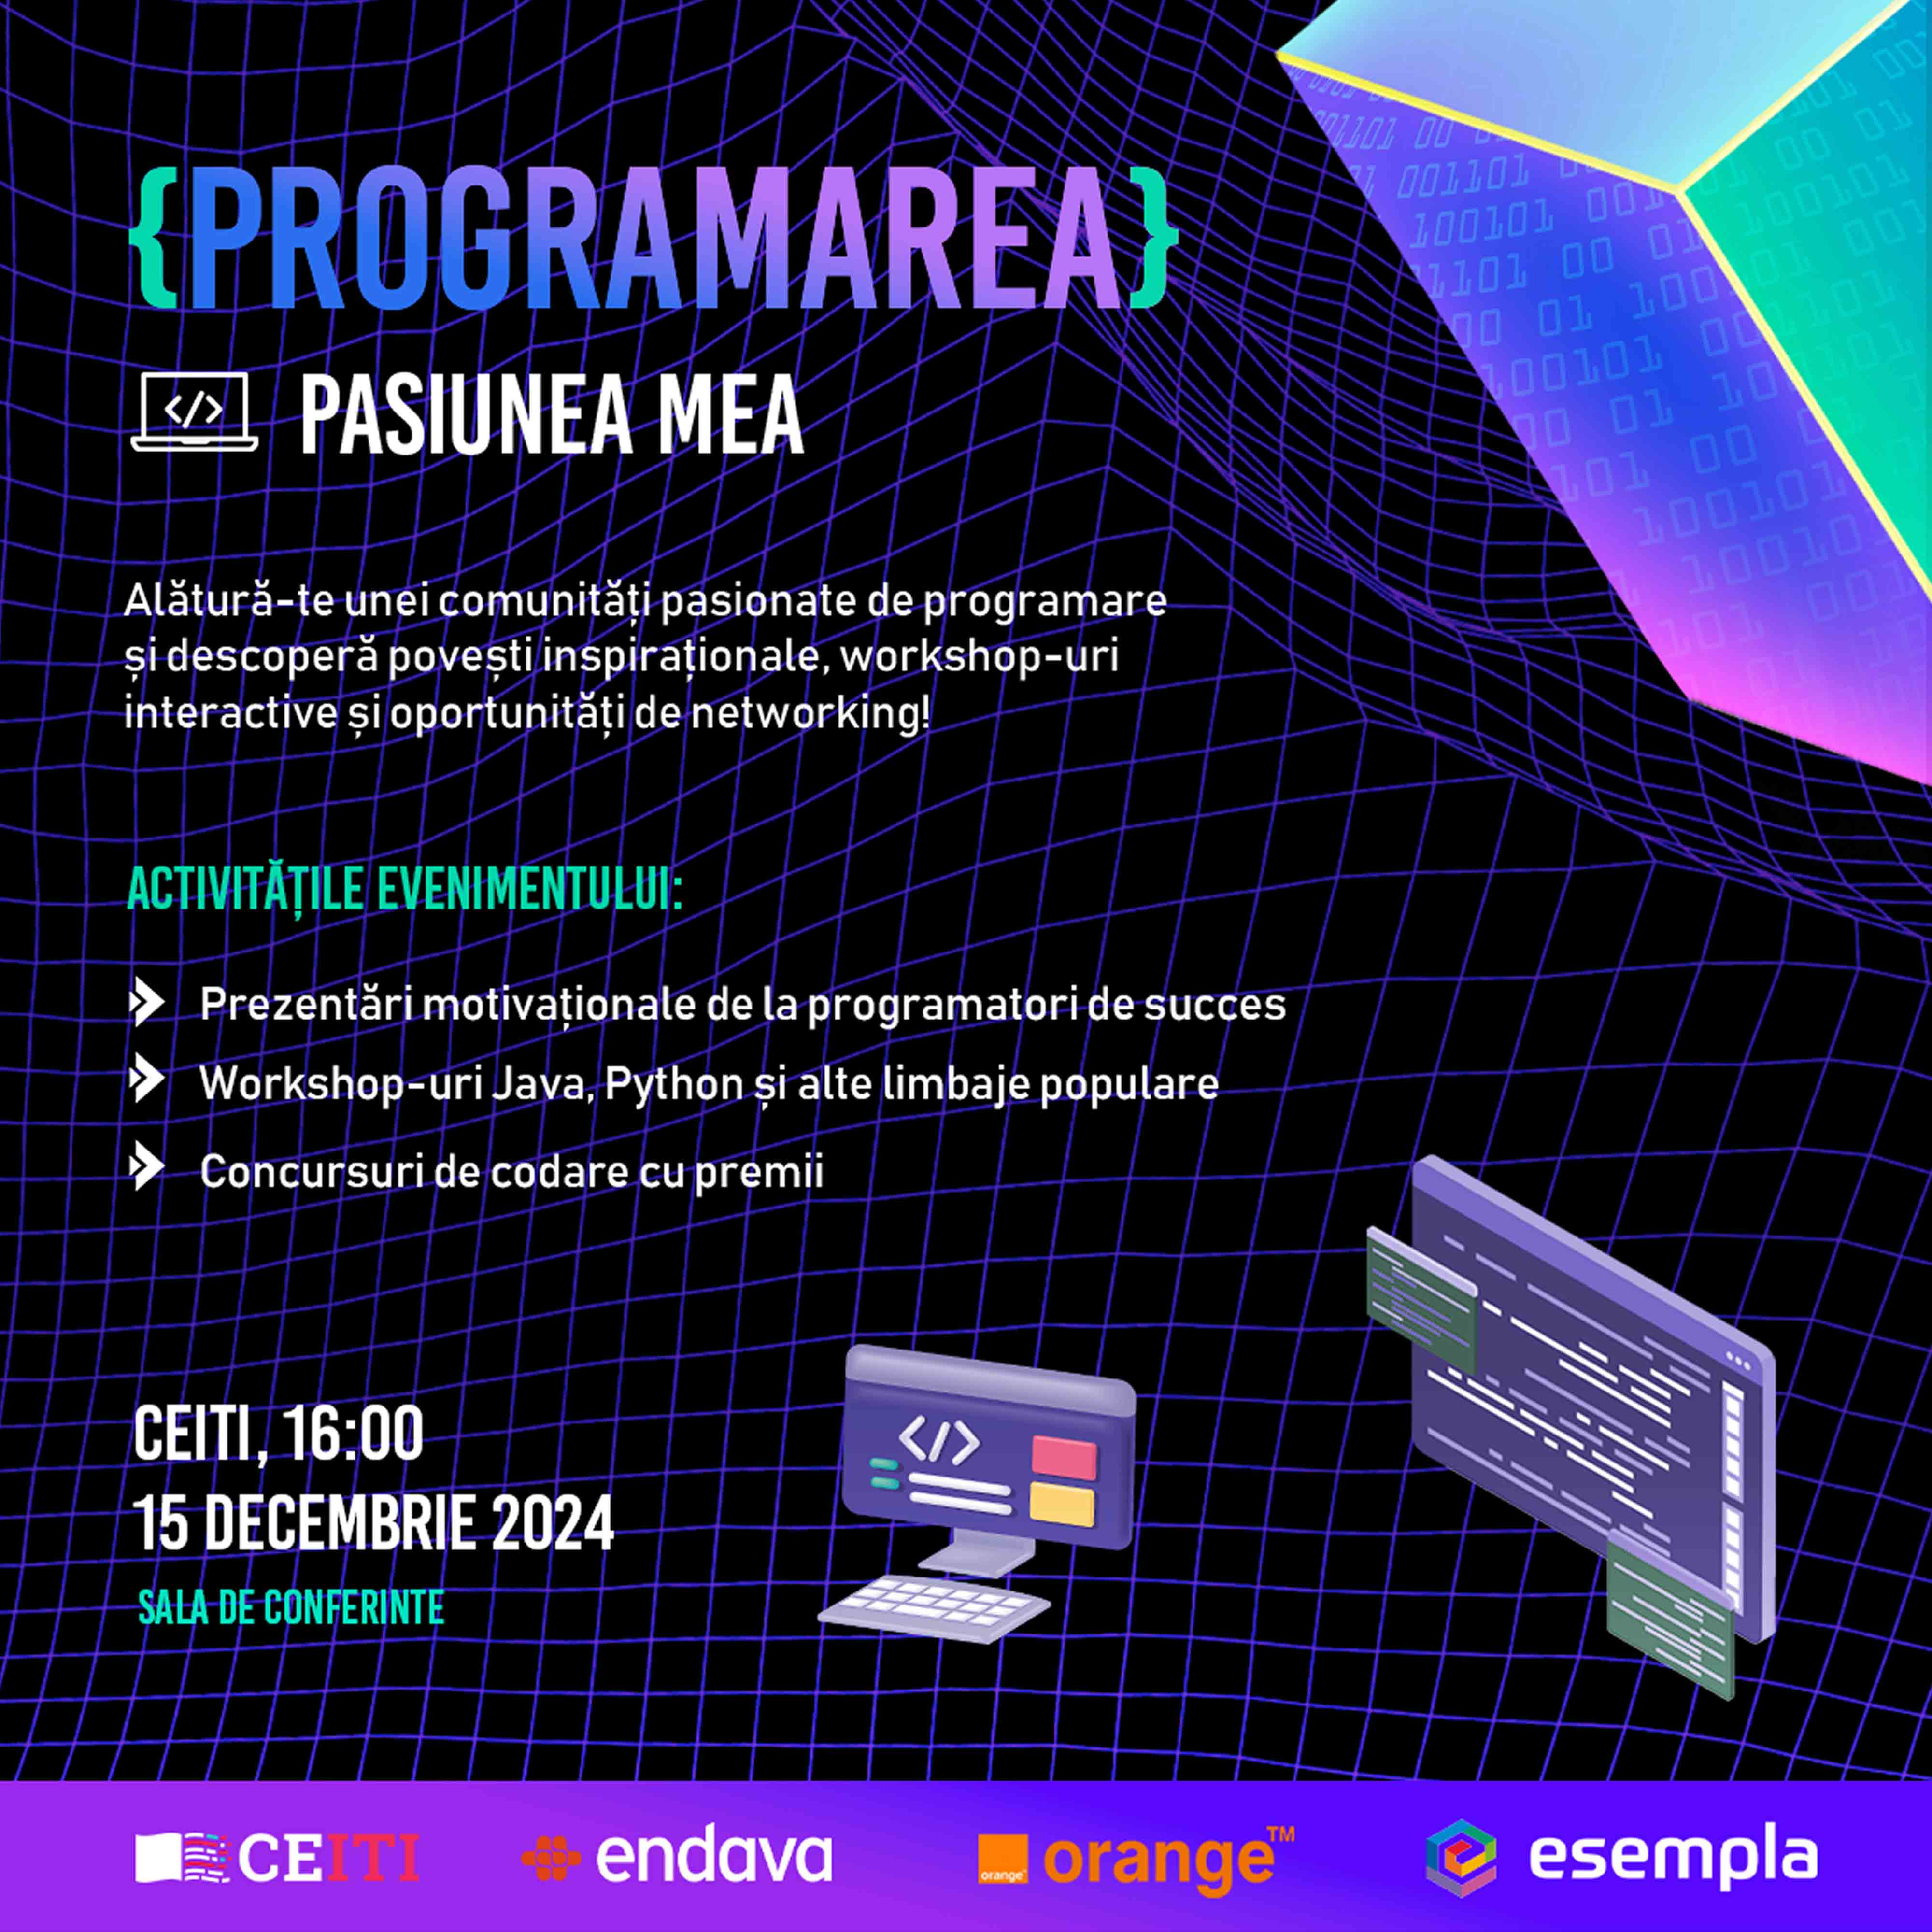 {PROGRAMAREA}
</>
PASIUNEA MEA
Alătură-te unei comunități pasionate de programare
și descoperă povești inspiraționale, workshop-uri
interactive și oportunități de networking!
ACTIVITĂȚILE EVENIMENTULUI:
Prezentări motivaționale de la programatori de succes
Workshop-uri Java, Python și alte limbaje populare
Concursuri de codare cu premii
</>
CEITI, 16:00
15 DECEMBRIE 2024
SALA DE CONFERINTE
CEITI
endava
orange
orange™
esempla